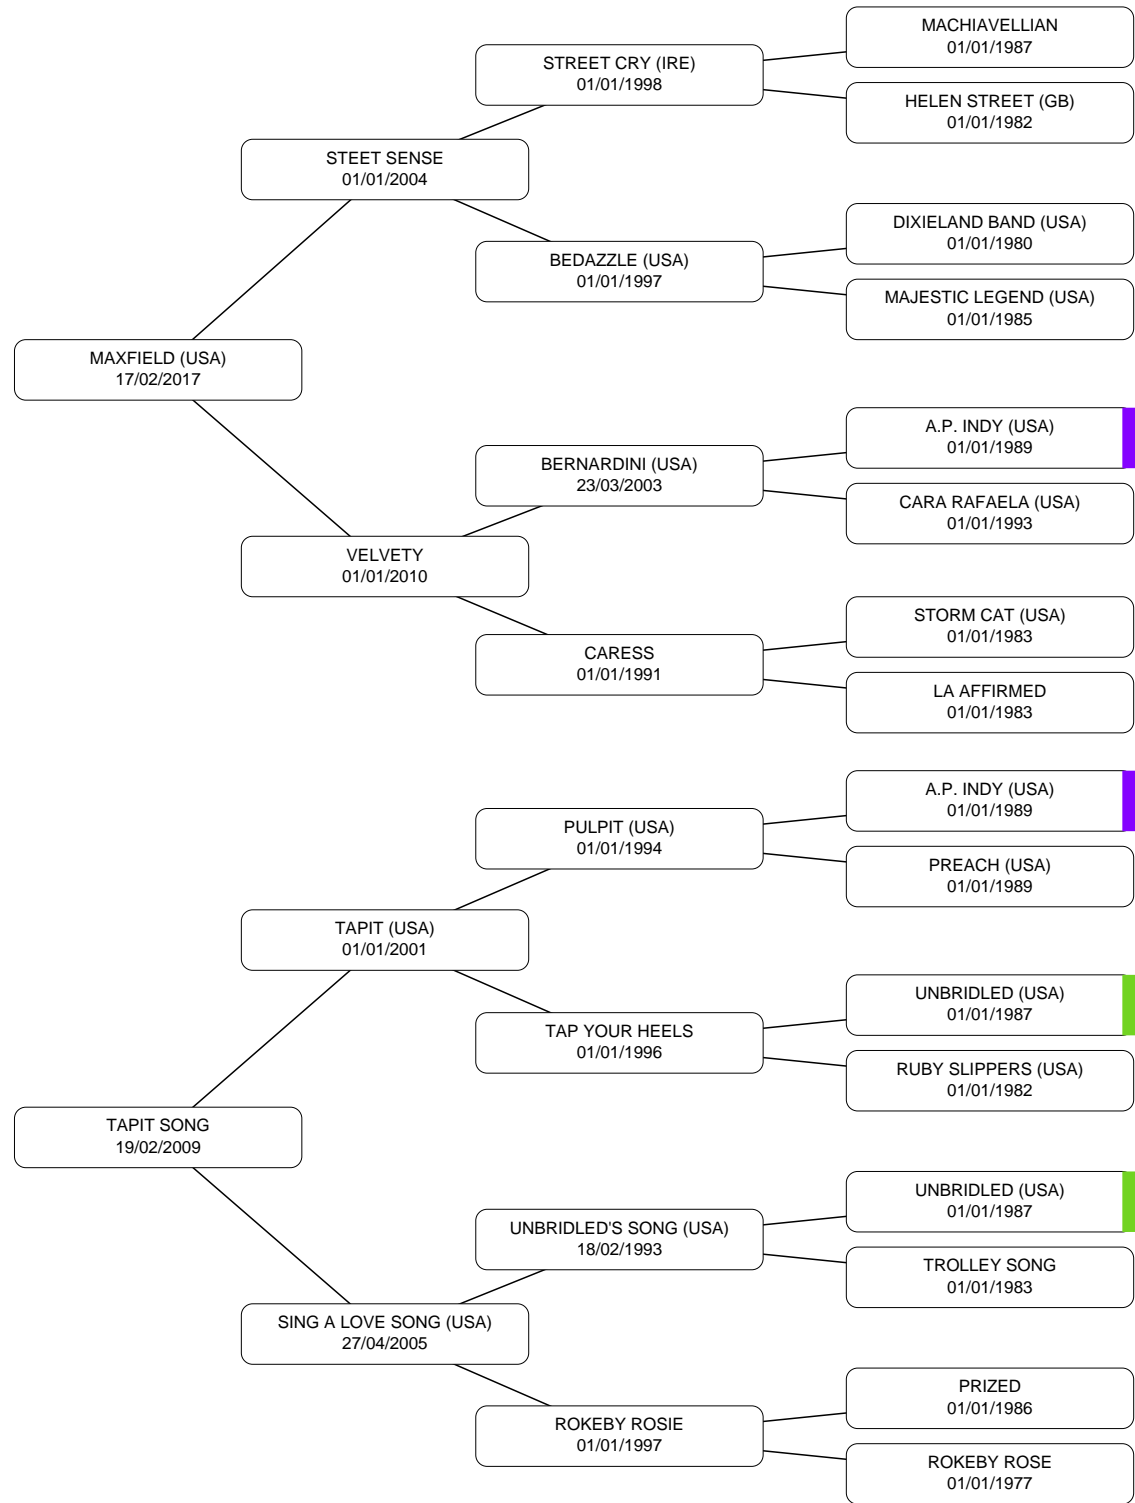 MACHIAVELLIAN
01/01/1987
STREET CRY (IRE)
01/01/1998
HELEN STREET (GB)
01/01/1982
STEET SENSE
01/01/2004
DIXIELAND BAND (USA)
01/01/1980
BEDAZZLE (USA)
01/01/1997
MAJESTIC LEGEND (USA)
01/01/1985
MAXFIELD (USA)
17/02/2017
A.P. INDY (USA)
01/01/1989
BERNARDINI (USA)
23/03/2003
CARA RAFAELA (USA)
01/01/1993
VELVETY
01/01/2010
STORM CAT (USA)
01/01/1983
CARESS
01/01/1991
LA AFFIRMED
01/01/1983
A.P. INDY (USA)
01/01/1989
PULPIT (USA)
01/01/1994
PREACH (USA)
01/01/1989
TAPIT (USA)
01/01/2001
UNBRIDLED (USA)
01/01/1987
TAP YOUR HEELS
01/01/1996
RUBY SLIPPERS (USA)
01/01/1982
TAPIT SONG
19/02/2009
UNBRIDLED (USA)
01/01/1987
UNBRIDLED'S SONG (USA)
18/02/1993
TROLLEY SONG
01/01/1983
SING A LOVE SONG (USA)
27/04/2005
PRIZED
01/01/1986
ROKEBY ROSIE
01/01/1997
ROKEBY ROSE
01/01/1977